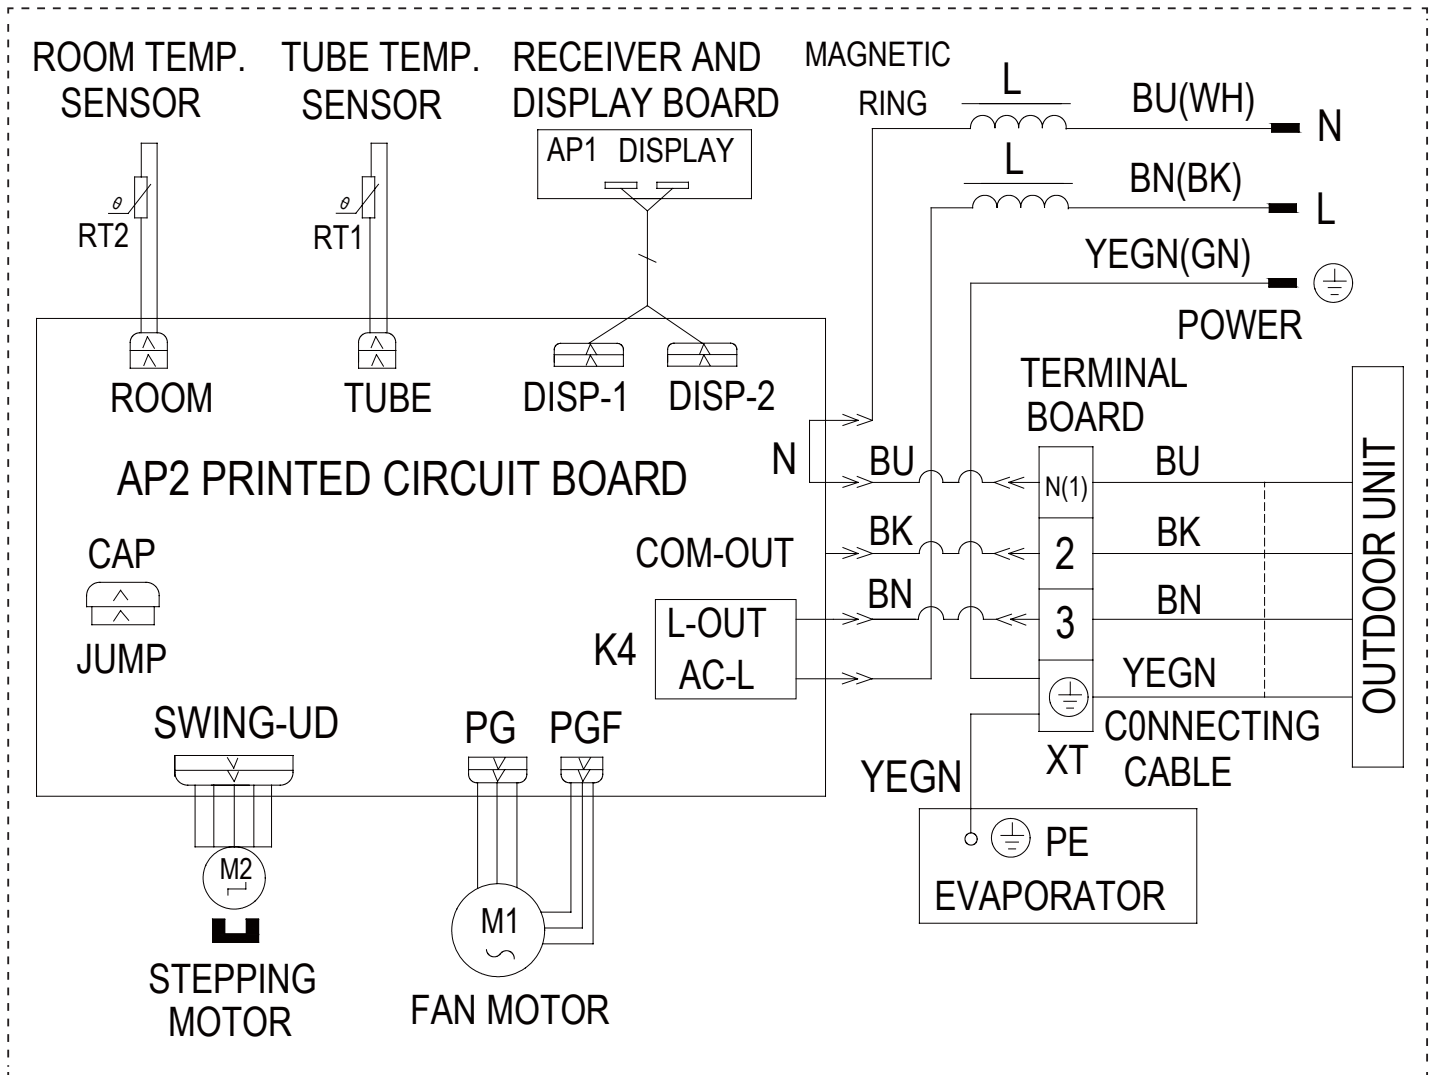 ROOM TEMP.
SENSOR
TUBE TEMP.
SENSOR
RECEIVER AND
DISPLAY BOARD
AP1 DISPLAY
MAGNETIC
RING
L
BU(WH)
N
L
BN(BK)
L
YEGN(GN)
POWER
θ
RT2
θ
RT1
ROOM
TUBE
DISP-1
DISP-2
AP2 PRINTED CIRCUIT BOARD
CAP
JUMP
N
COM-OUT
K4
L-OUT
AC-L
BU
BK
BN
TERMINAL
BOARD
N(1)
2
3
XT
BU
BK
BN
YEGN
C0NNECTING
CABLE
OUTDOOR UNIT
SWING-UD
PG
PGF
M2
STEPPING
MOTOR
M1
FAN MOTOR
YEGN
PE
EVAPORATOR